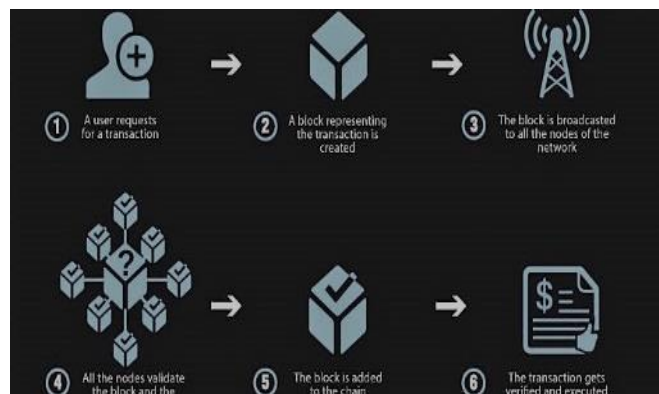 1 A user requests
for a transaction
2 A block representing
the transaction is
created
3 The block is broadcasted
to all the nodes of the
network
?
$
4 All the nodes validate
the block and the
5 The block is added
to the chain
6 The transaction gets
verified and executed